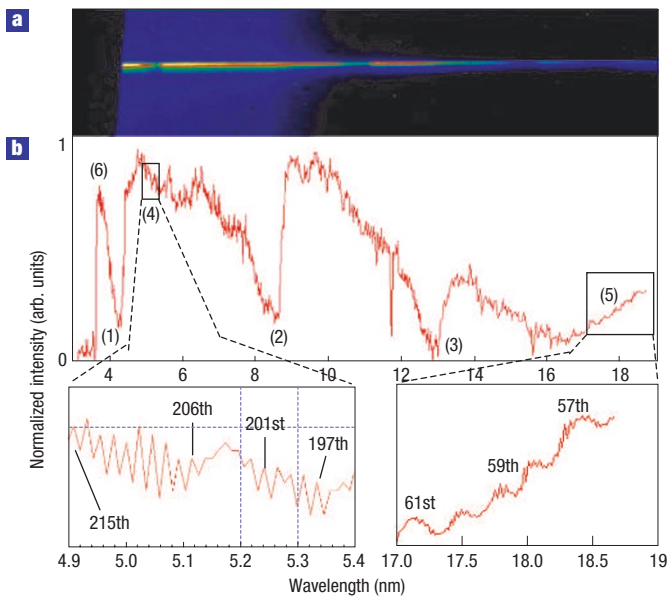 a
b
Normalized intensity (arb. units)
1
0
(6)
(4)
(1)
(2)
(3)
(5)
4 6 8 10 12 14 16 18
206th
201st
197th
215th
4.9 5.0 5.1 5.2 5.3 5.4
57th
59th
61st
17.0 17.5 18.0 18.5 19
Wavelength (nm)